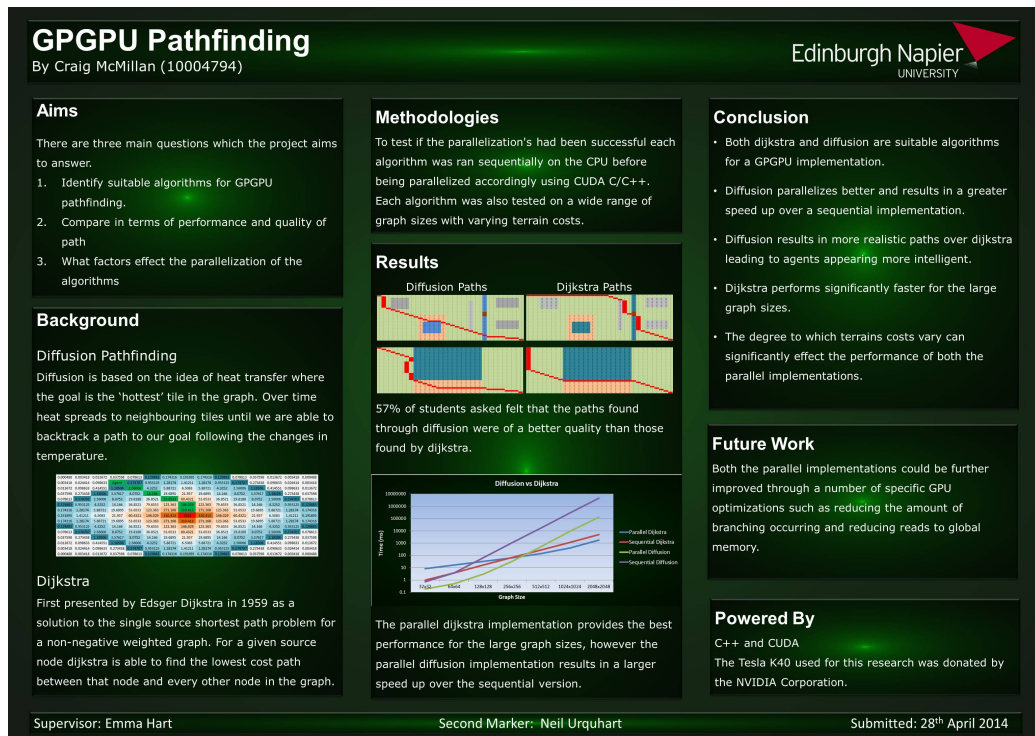 GPGPU Pathfinding
By Craig McMillan (10004794)
Edinburgh Napier
UNIVERSITY
Aims
There are three main questions which the project aims
to answer.
1. Identify suitable algorithms for GPGPU
pathfinding.
2. Compare in terms of performance and quality of
path
3. What factors effect the parallelization of the
algorithms
Background
Diffusion Pathfinding
Diffusion is based on the idea of heat transfer where
the goal is the ‘hottest’ tile in the graph. Over time
heat spreads to neighbouring tiles until we are able to
backtrack a path to our goal following the changes in
temperature.
Dijkstra
First presented by Edsger Dijkstra in 1959 as a
solution to the single source shortest path problem for
a non-negative weighted graph. For a given source
node dijkstra is able to find the lowest cost path
between that node and every other node in the graph.
Methodologies
To test if the parallelization's had been successful each
algorithm was ran sequentially on the CPU before
being parallelized accordingly using CUDA C/C++.
Each algorithm was also tested on a wide range of
graph sizes with varying terrain costs.
Results
Diffusion Paths
Dijkstra Paths
57% of students asked felt that the paths found
through diffusion were of a better quality than those
found by dijkstra.
Diffusion vs Dijkstra
Time (ms)
10000000
1000000
100000
10000
1000
100
10
1
0.1
32x32 64x64 128x128 256x256 512x512 1024x1024 2048x2048
Graph Size
Parallel Dijkstra
Sequential Dijkstra
Parallel Diffusion
Sequential Diffusion
The parallel dijkstra implementation provides the best
performance for the large graph sizes, however the
parallel diffusion implementation results in a larger
speed up over the sequential version.
Conclusion
• Both dijkstra and diffusion are suitable algorithms
for a GPGPU implementation.
• Diffusion parallelizes better and results in a greater
speed up over a sequential implementation.
• Diffusion results in more realistic paths over dijkstra
leading to agents appearing more intelligent.
• Dijkstra performs significantly faster for the large
graph sizes.
• The degree to which terrains costs vary can
significantly effect the performance of both the
parallel implementations.
Future Work
Both the parallel implementations could be further
improved through a number of specific GPU
optimizations such as reducing the amount of
branching occurring and reducing reads to global
memory.
Powered By
C++ and CUDA
The Tesla K40 used for this research was donated by
the NVIDIA Corporation.
Supervisor: Emma Hart
Second Marker: Neil Urquhart
Submitted: 28th April 2014